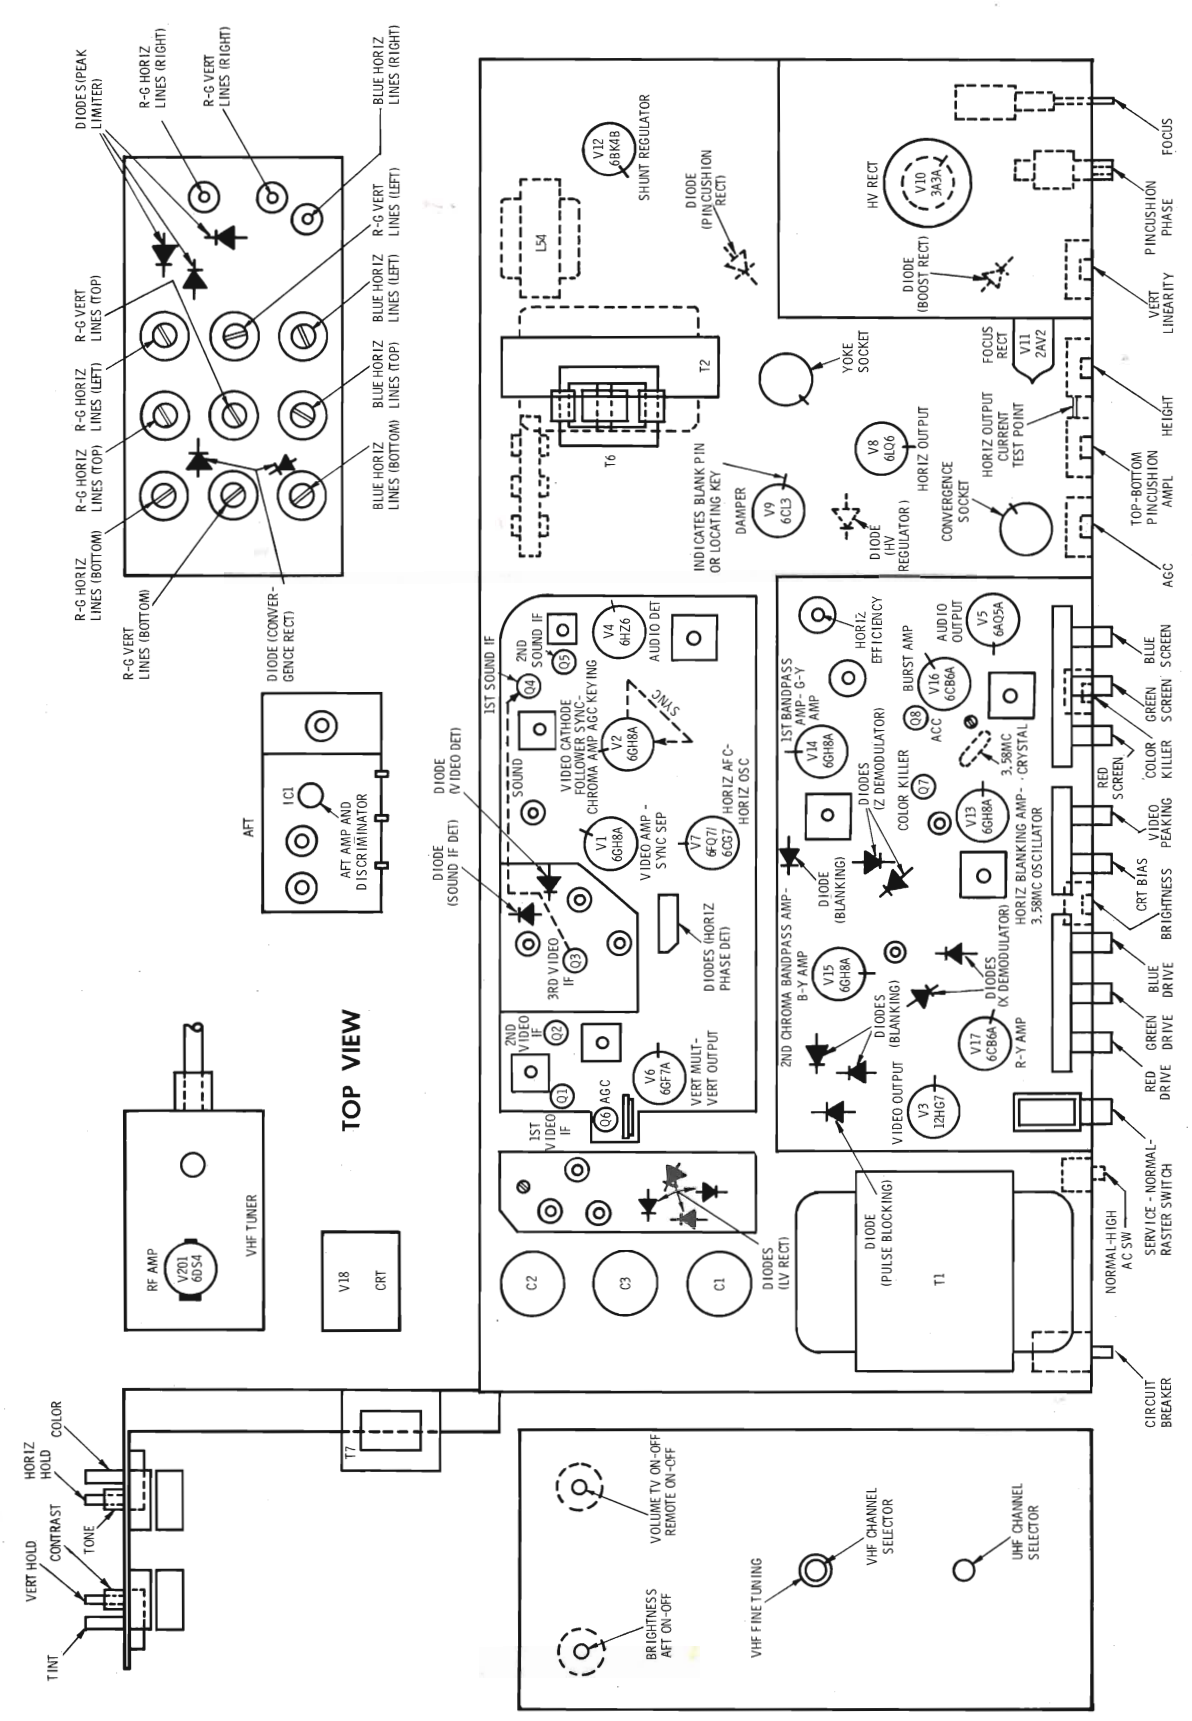 TINT
VERT HOLD
CONTRAST
TONE
HORIZ
HOLD
COLOR
T7
BRIGHTNESS
AFT ON-OFF
VOLUME TV ON-OFF
REMOTE ON-OFF
VHF FINE TUNING
VHF CHANNEL
SELECTOR
UHF CHANNEL
SELECTOR
RF AMP
V201
6DS4
VHF TUNER
V18
CRT
TOP VIEW
AFT
IC1
AFT AMP AND
DISCRIMINATOR
DIODES(PEAK
LIMITER)
R-G HORIZ
LINES (RIGHT)
R-G VERT
LINES (RIGHT)
BLUE HORIZ
LINES (RIGHT)
R-G VERT
LINES (LEFT)
R-G VERT
LINES (TOP)
BLUE HORIZ
LINES (LEFT)
R-G HORIZ
LINES (LEFT)
BLUE HORIZ
LINES (TOP)
R-G HORIZ
LINES (TOP)
BLUE HORIZ
LINES (BOTTOM)
R-G HORIZ
LINES (BOTTOM)
R-G VERT
LINES (BOTTOM)
DIODE (CONVER-
GENCE RECT)
C2
C3
C1
DIODES
(LV RECT)
1ST
VIDEO
IF
Q1
Q6
AGC
2ND
VIDEO IF
Q2
V6
6GF7A
VERT MULT-
VERT OUTPUT
3RD VIDEO
IF
Q3
DIODE
(SOUND IF DET)
DIODE
(VIDEO DET)
DIODES (HORIZ
PHASE DET)
V1
6GH8A
VIDEO AMP-
SYNC SEP
V7
6FQ7/
6CG7
HORIZ AFC-
HORIZ OSC
SOUND
VIDEO CATHODE
FOLLOWER SYNC-
CHROMA AMP AGC KEYING
V2
6GH8A
SYNC
1ST SOUND IF
Q4
2ND
SOUND IF
Q5
V4
6HZ6
AUDIO DET
T6
T2
L54
V12
6BK4B
SHUNT REGULATOR
DIODE
(PINCUSHION
RECT)
HV RECT
V10
3A3A
DIODE
(BOOST RECT)
FOCUS
RECT
V11
2AV2
YOKE
SOCKET
V8
6LQ6
HORIZ OUTPUT
INDICATES BLANK PIN
OR LOCATING KEY
DAMPER
V9
6CL3
DIODE
(HV
REGULATOR)
CONVERGENCE
SOCKET
HORIZ OUTPUT
CURRENT
TEST POINT
T1
DIODE
(PULSE BLOCKING)
VIDEO OUTPUT
V3
12HG7
DIODES
(BLANKING)
2ND CHROMA BANDPASS AMP-
B-Y AMP
V15
6GH8A
V17
6CB6A
R-Y AMP
DIODES
(X DEMODULATOR)
DIODE
(BLANKING)
DIODES
(Z DEMODULATOR)
1ST BANDPASS
AMP- G-Y
AMP
V14
6GH8A
COLOR KILLER
Q7
V13
6GH8A
HORIZ BLANKING AMP-
3.58MC OSCILLATOR
3.58MC
CRYSTAL
Q8
ACC
BURST AMP
V16
6CB6A
HORIZ
EFFICIENCY
AUDIO
OUTPUT
V5
6AQ5A
CIRCUIT
BREAKER
NORMAL-HIGH
AC SW
SERVICE-NORMAL-
RASTER SWITCH
RED
DRIVE
GREEN
DRIVE
BLUE
DRIVE
BRIGHTNESS
CRT BIAS
VIDEO
PEAKING
RED
SCREEN
COLOR
KILLER
GREEN
SCREEN
BLUE
SCREEN
AGC
TOP-BOTTOM
PINCUSHION
AMPL
HEIGHT
VERT
LINEARITY
PINCUSHION
PHASE
FOCUS